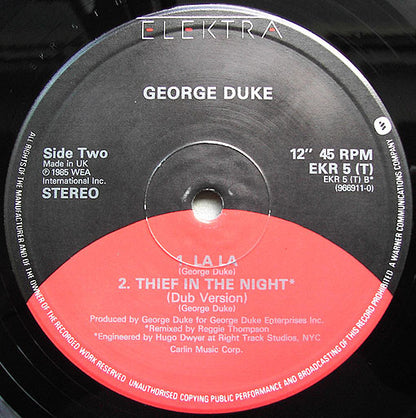 ELEKTRA
GEORGE DUKE
Side Two
Made in UK
℗ 1985 WEA
International Inc.
STEREO
12" 45 RPM
EKR 5 (T)
EKR 5 (T) B*
(966911-0)
1. LA LA
(George Duke)
2. THIEF IN THE NIGHT*
(Dub Version)
(George Duke)
Produced by George Duke for George Duke Enterprises Inc.
*Remixed by Reggie Thompson
*Engineered by Hugo Dwyer at Right Track Studios, NYC
Carlin Music Corp.
ALL RIGHTS OF THE MANUFACTURER AND OF THE OWNER OF THE RECORDED WORK RESERVED. UNAUTHORISED COPYING PUBLIC PERFORMANCE AND BROADCASTING OF THIS RECORD PROHIBITED
A WARNER COMMUNICATIONS COMPANY